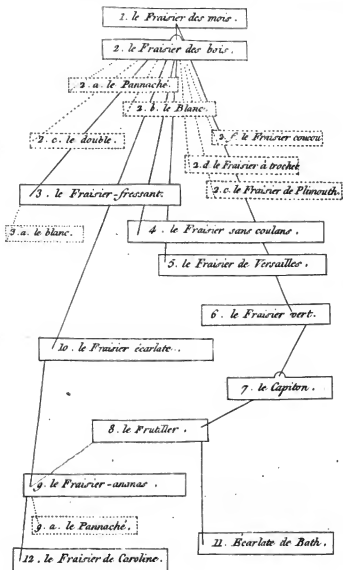 1. le Fraisier des mois.
2. le Fraisier des bois.
2. a. le Pannaché
2. b. le Blanc.
2. c. le double.
2. f. le Fraisier coucou
2. d. le Fraisier à trochet
2. e. le Fraisier de Plimouth.
3. le Fraisier-fressant.
3. a. le blanc.
4. le Fraisier sans coulans.
5. le Fraisier de Versailles.
6. le Fraisier vert.
10. le Fraisier écarlate.
7. le Capiton.
8. le Frutiller.
9. le Fraisier-ananas.
9. a. le Pannaché.
11. Ecarlate de Bath.
12. le Fraisier de Caroline.